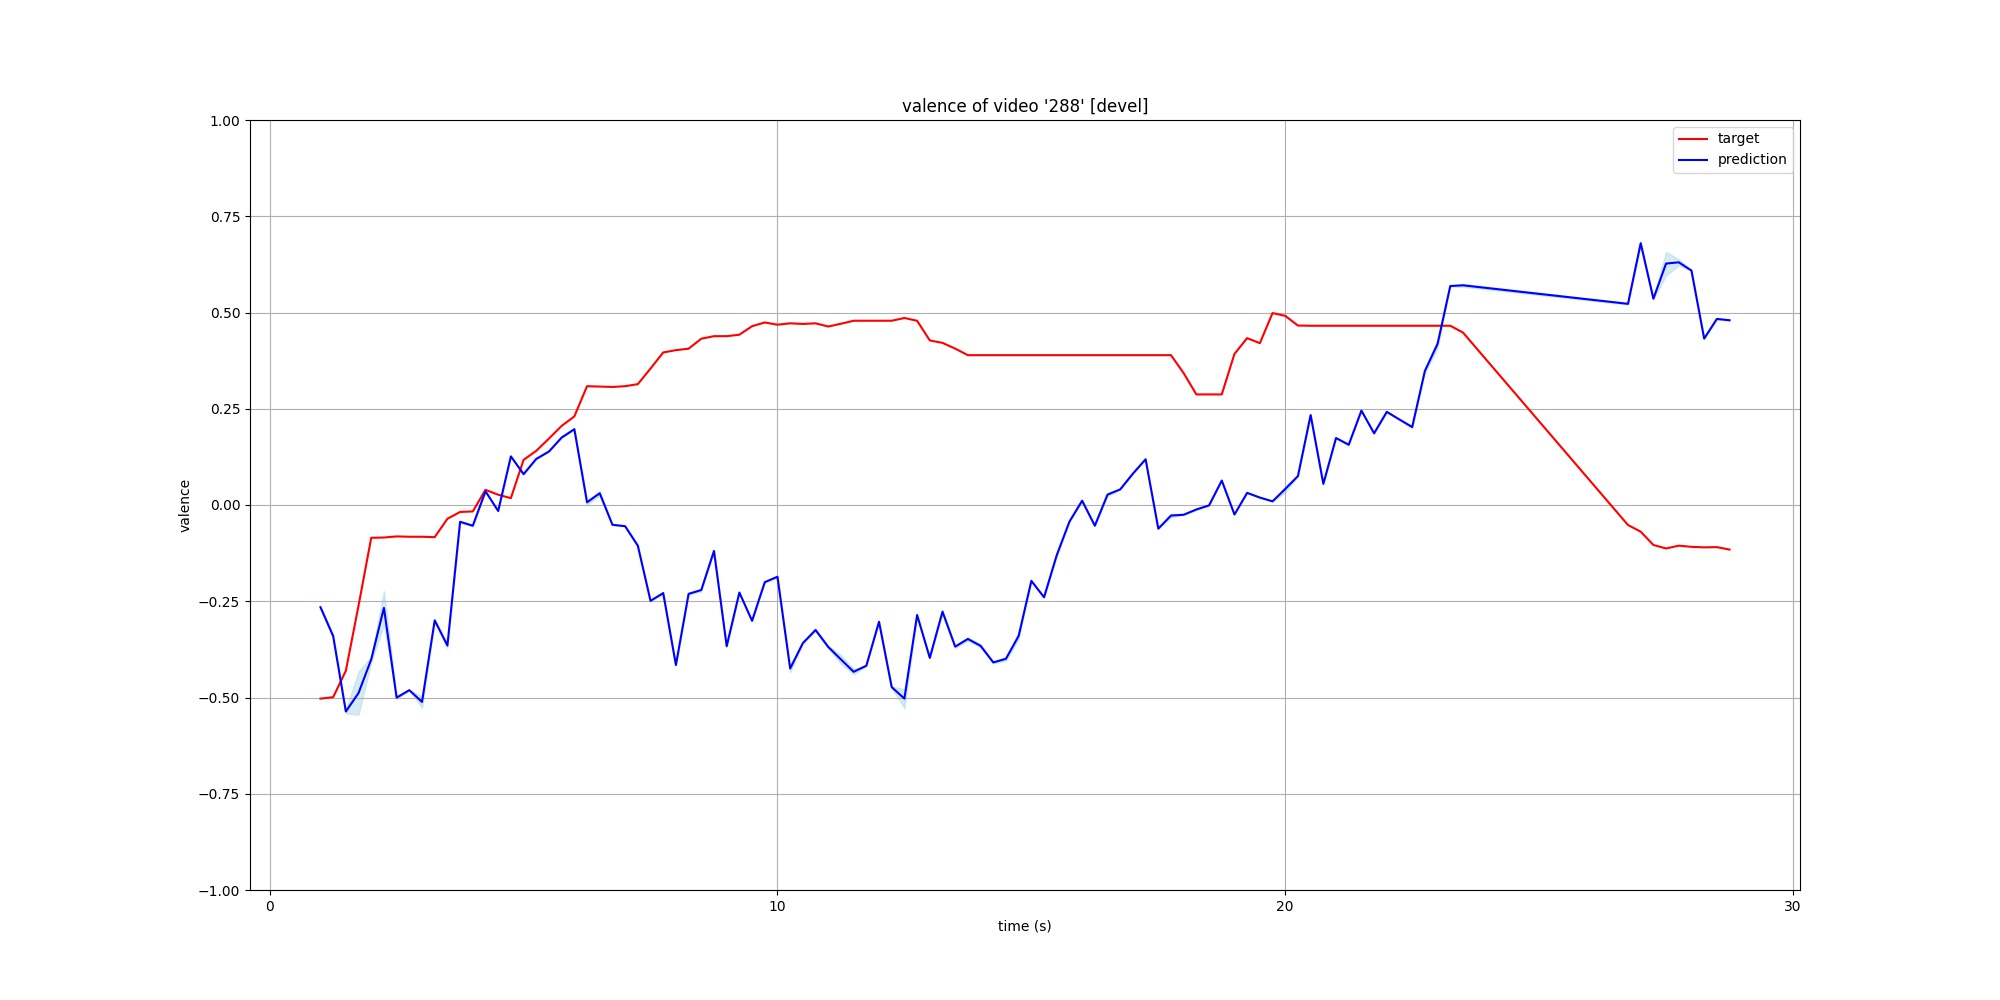 valence of video '288' [devel]
target
prediction
1.00
0.75
0.50
0.25
0.00
−0.25
−0.50
−0.75
−1.00
valence
0 10 20 30
time (s)